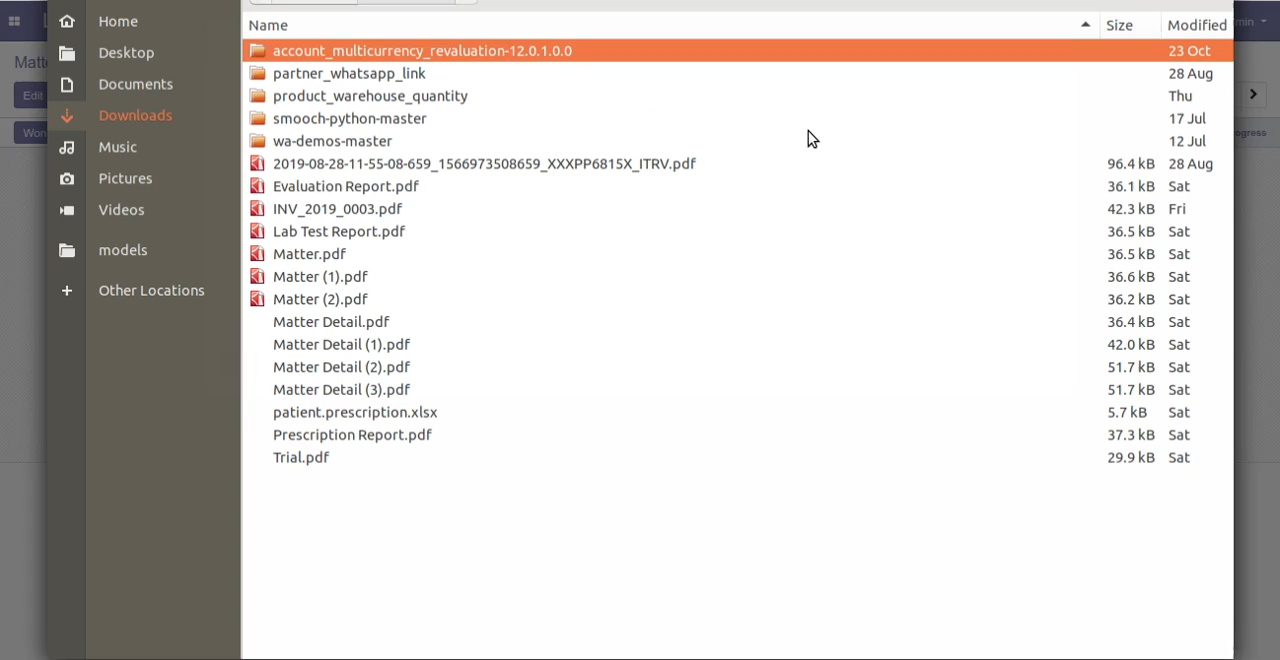 Home
Desktop
Documents
Downloads
Music
Pictures
Videos
models
+ Other Locations
Name Size Modified
account_multicurrency_revaluation-12.0.1.0.0 23 Oct
partner_whatsapp_link 28 Aug
product_warehouse_quantity Thu
smooch-python-master 17 Jul
wa-demos-master 12 Jul
2019-08-28-11-55-08-659_1566973508659_XXXPP6815X_ITRV.pdf 96.4 kB 28 Aug
Evaluation Report.pdf 36.1 kB Sat
INV_2019_0003.pdf 42.3 kB Fri
Lab Test Report.pdf 36.5 kB Sat
Matter.pdf 36.5 kB Sat
Matter (1).pdf 36.6 kB Sat
Matter (2).pdf 36.2 kB Sat
Matter Detail.pdf 36.4 kB Sat
Matter Detail (1).pdf 42.0 kB Sat
Matter Detail (2).pdf 51.7 kB Sat
Matter Detail (3).pdf 51.7 kB Sat
patient.prescription.xlsx 5.7 kB Sat
Prescription Report.pdf 37.3 kB Sat
Trial.pdf 29.9 kB Sat
Matt
Edit
Won
min
ogress